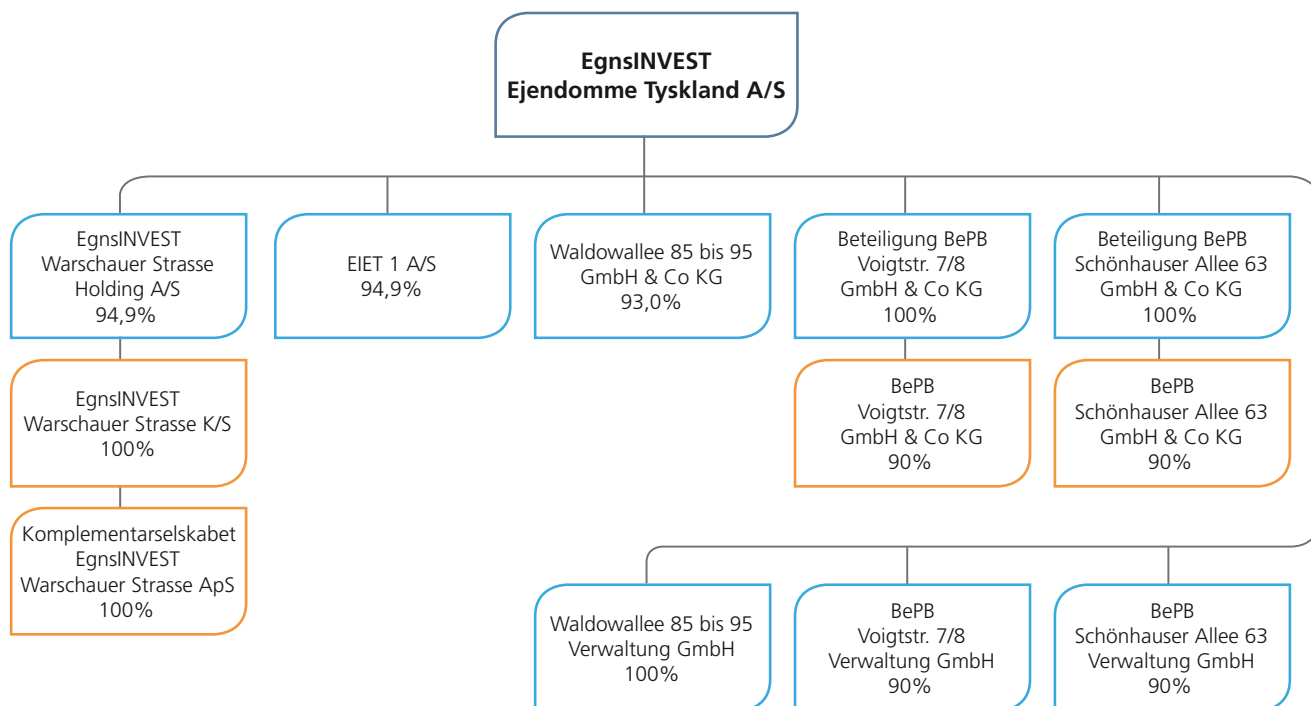 EgnsINVEST
Ejendomme Tyskland A/S
EgnsINVEST
Warschauer Strasse
Holding A/S
94,9%
EIET 1 A/S
94,9%
Waldowallee 85 bis 95
GmbH & Co KG
93,0%
Beteiligung BePB
Voigtstr. 7/8
GmbH & Co KG
100%
Beteiligung BePB
Schönhauser Allee 63
GmbH & Co KG
100%
EgnsINVEST
Warschauer Strasse K/S
100%
BePB
Voigtstr. 7/8
GmbH & Co KG
90%
BePB
Schönhauser Allee 63
GmbH & Co KG
90%
Komplementarselskabet
EgnsINVEST
Warschauer Strasse ApS
100%
Waldowallee 85 bis 95
Verwaltung GmbH
100%
BePB
Voigtstr. 7/8
Verwaltung GmbH
90%
BePB
Schönhauser Allee 63
Verwaltung GmbH
90%